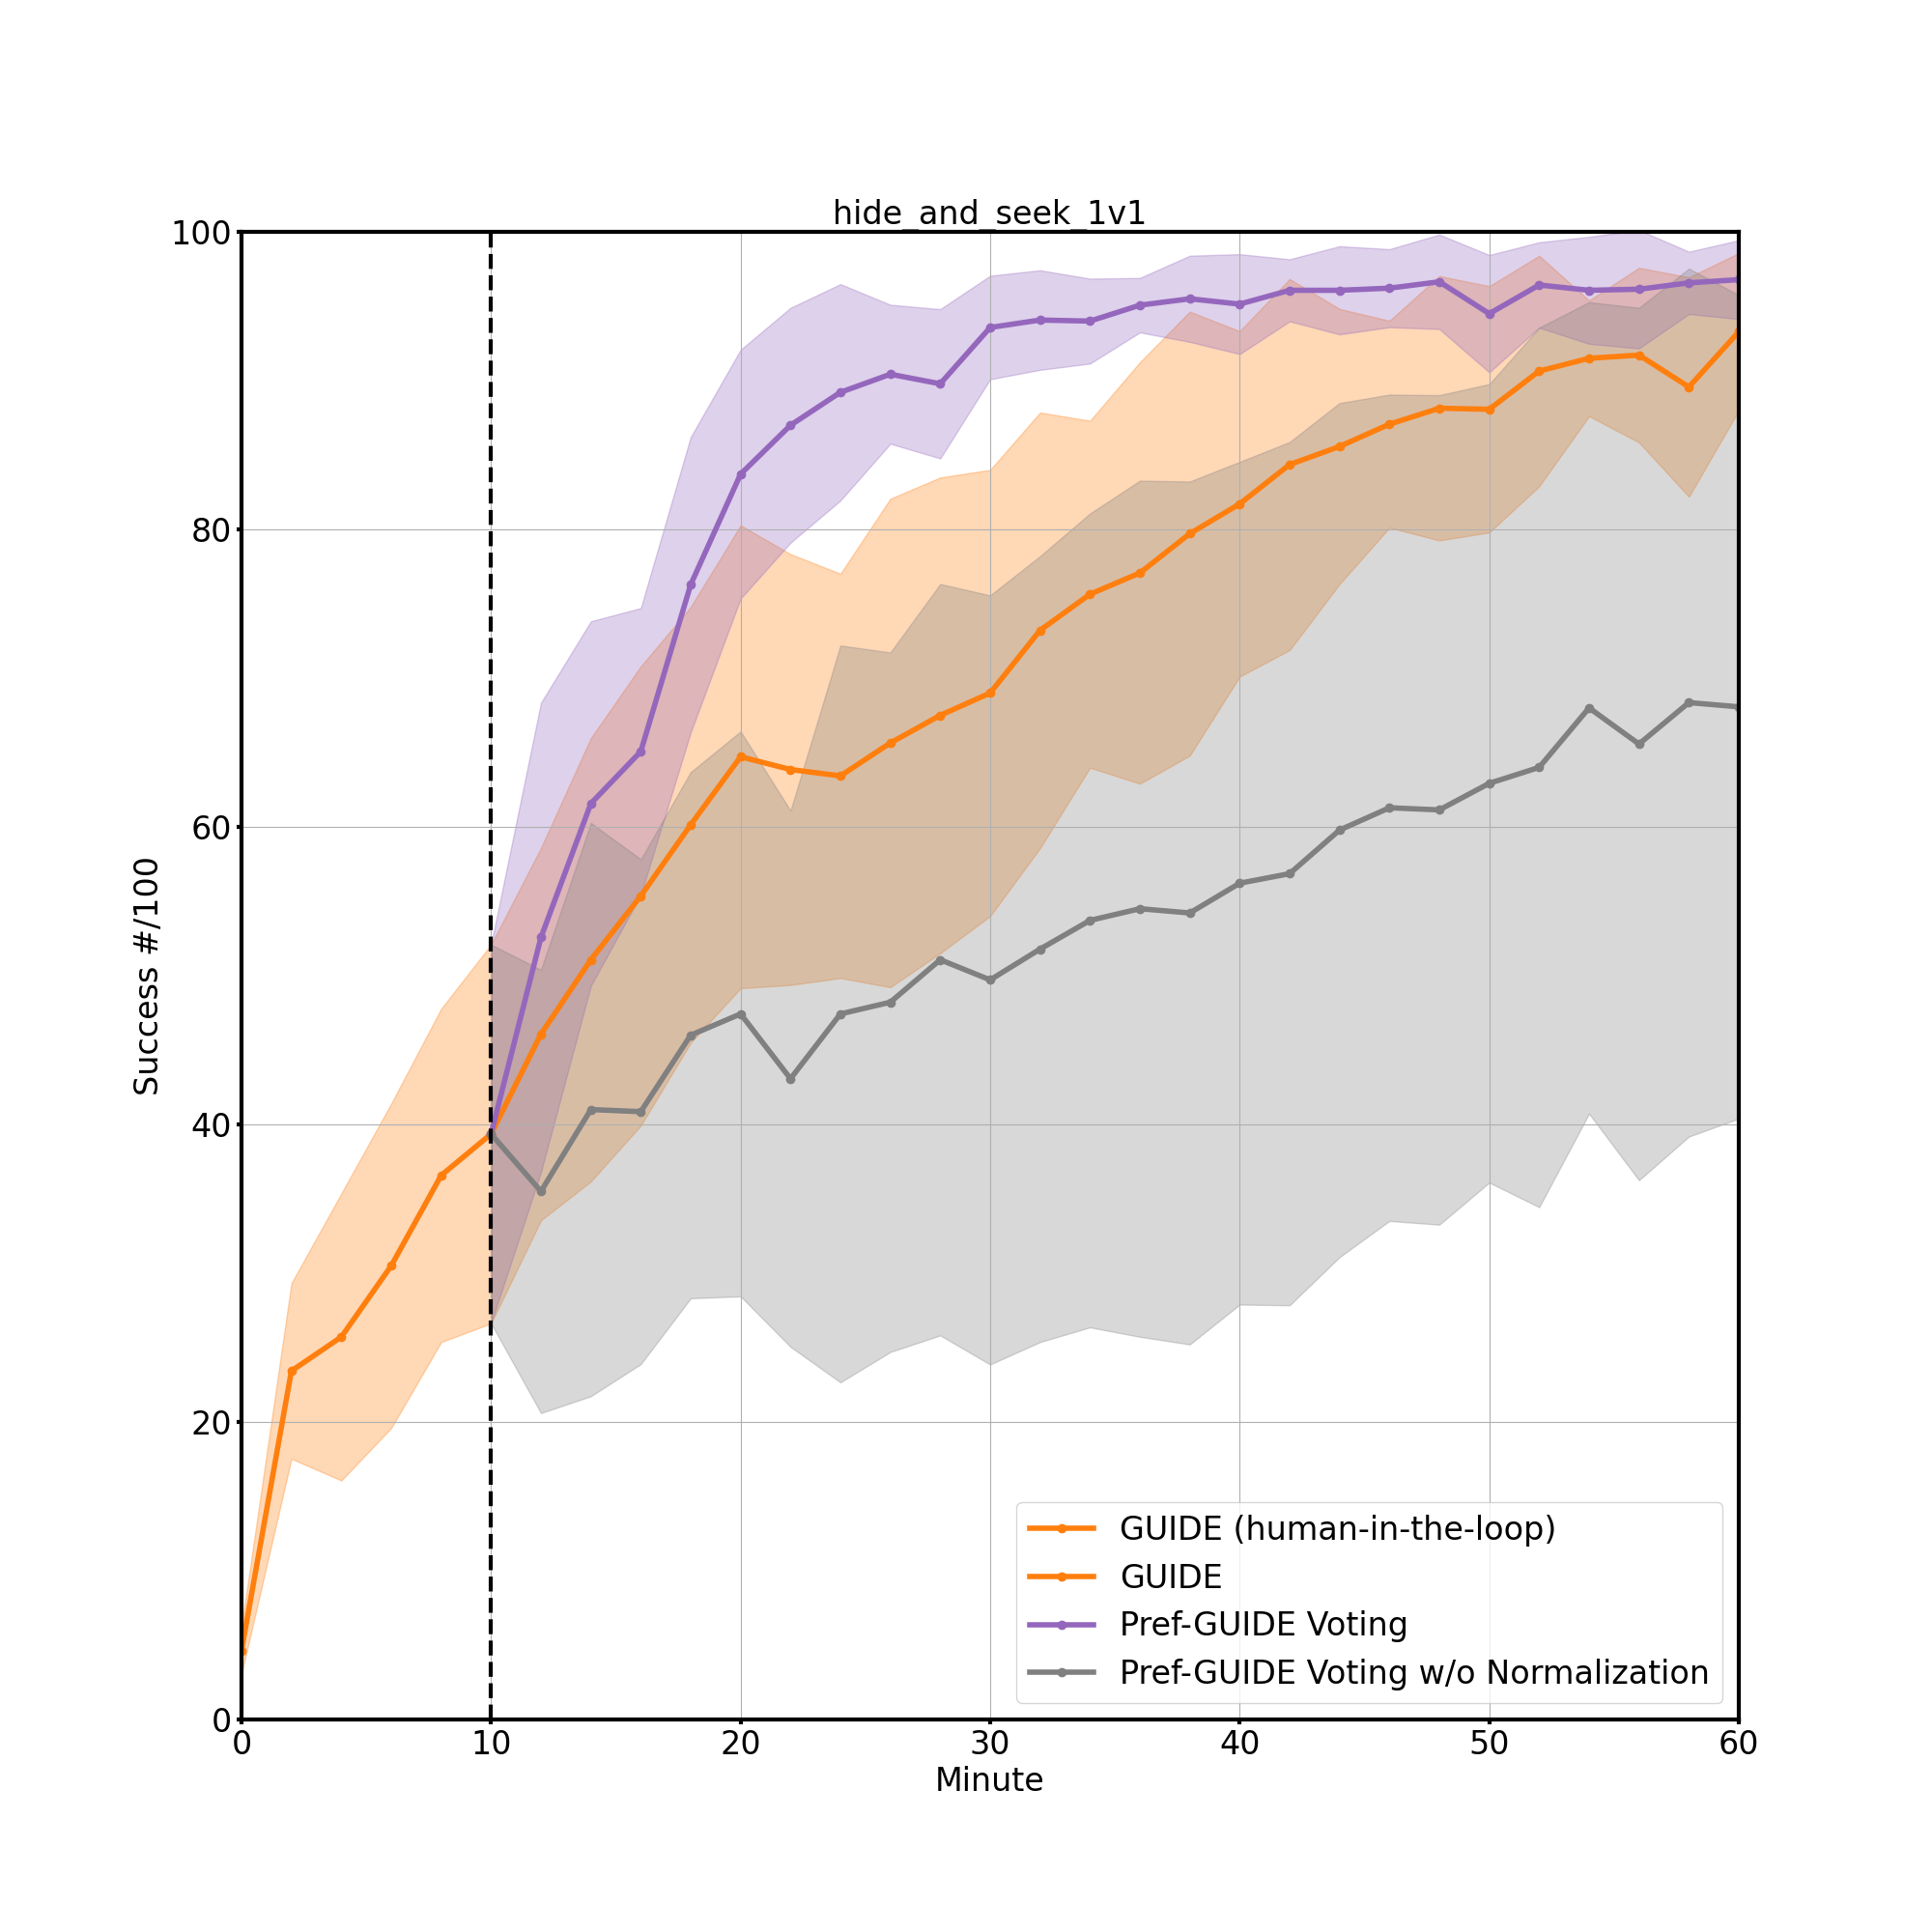 hide_and_seek_1v1
100
80
60
40
20
0
Success #/100
0 10 20 30 40 50 60
Minute
GUIDE (human-in-the-loop)
GUIDE
Pref-GUIDE Voting
Pref-GUIDE Voting w/o Normalization